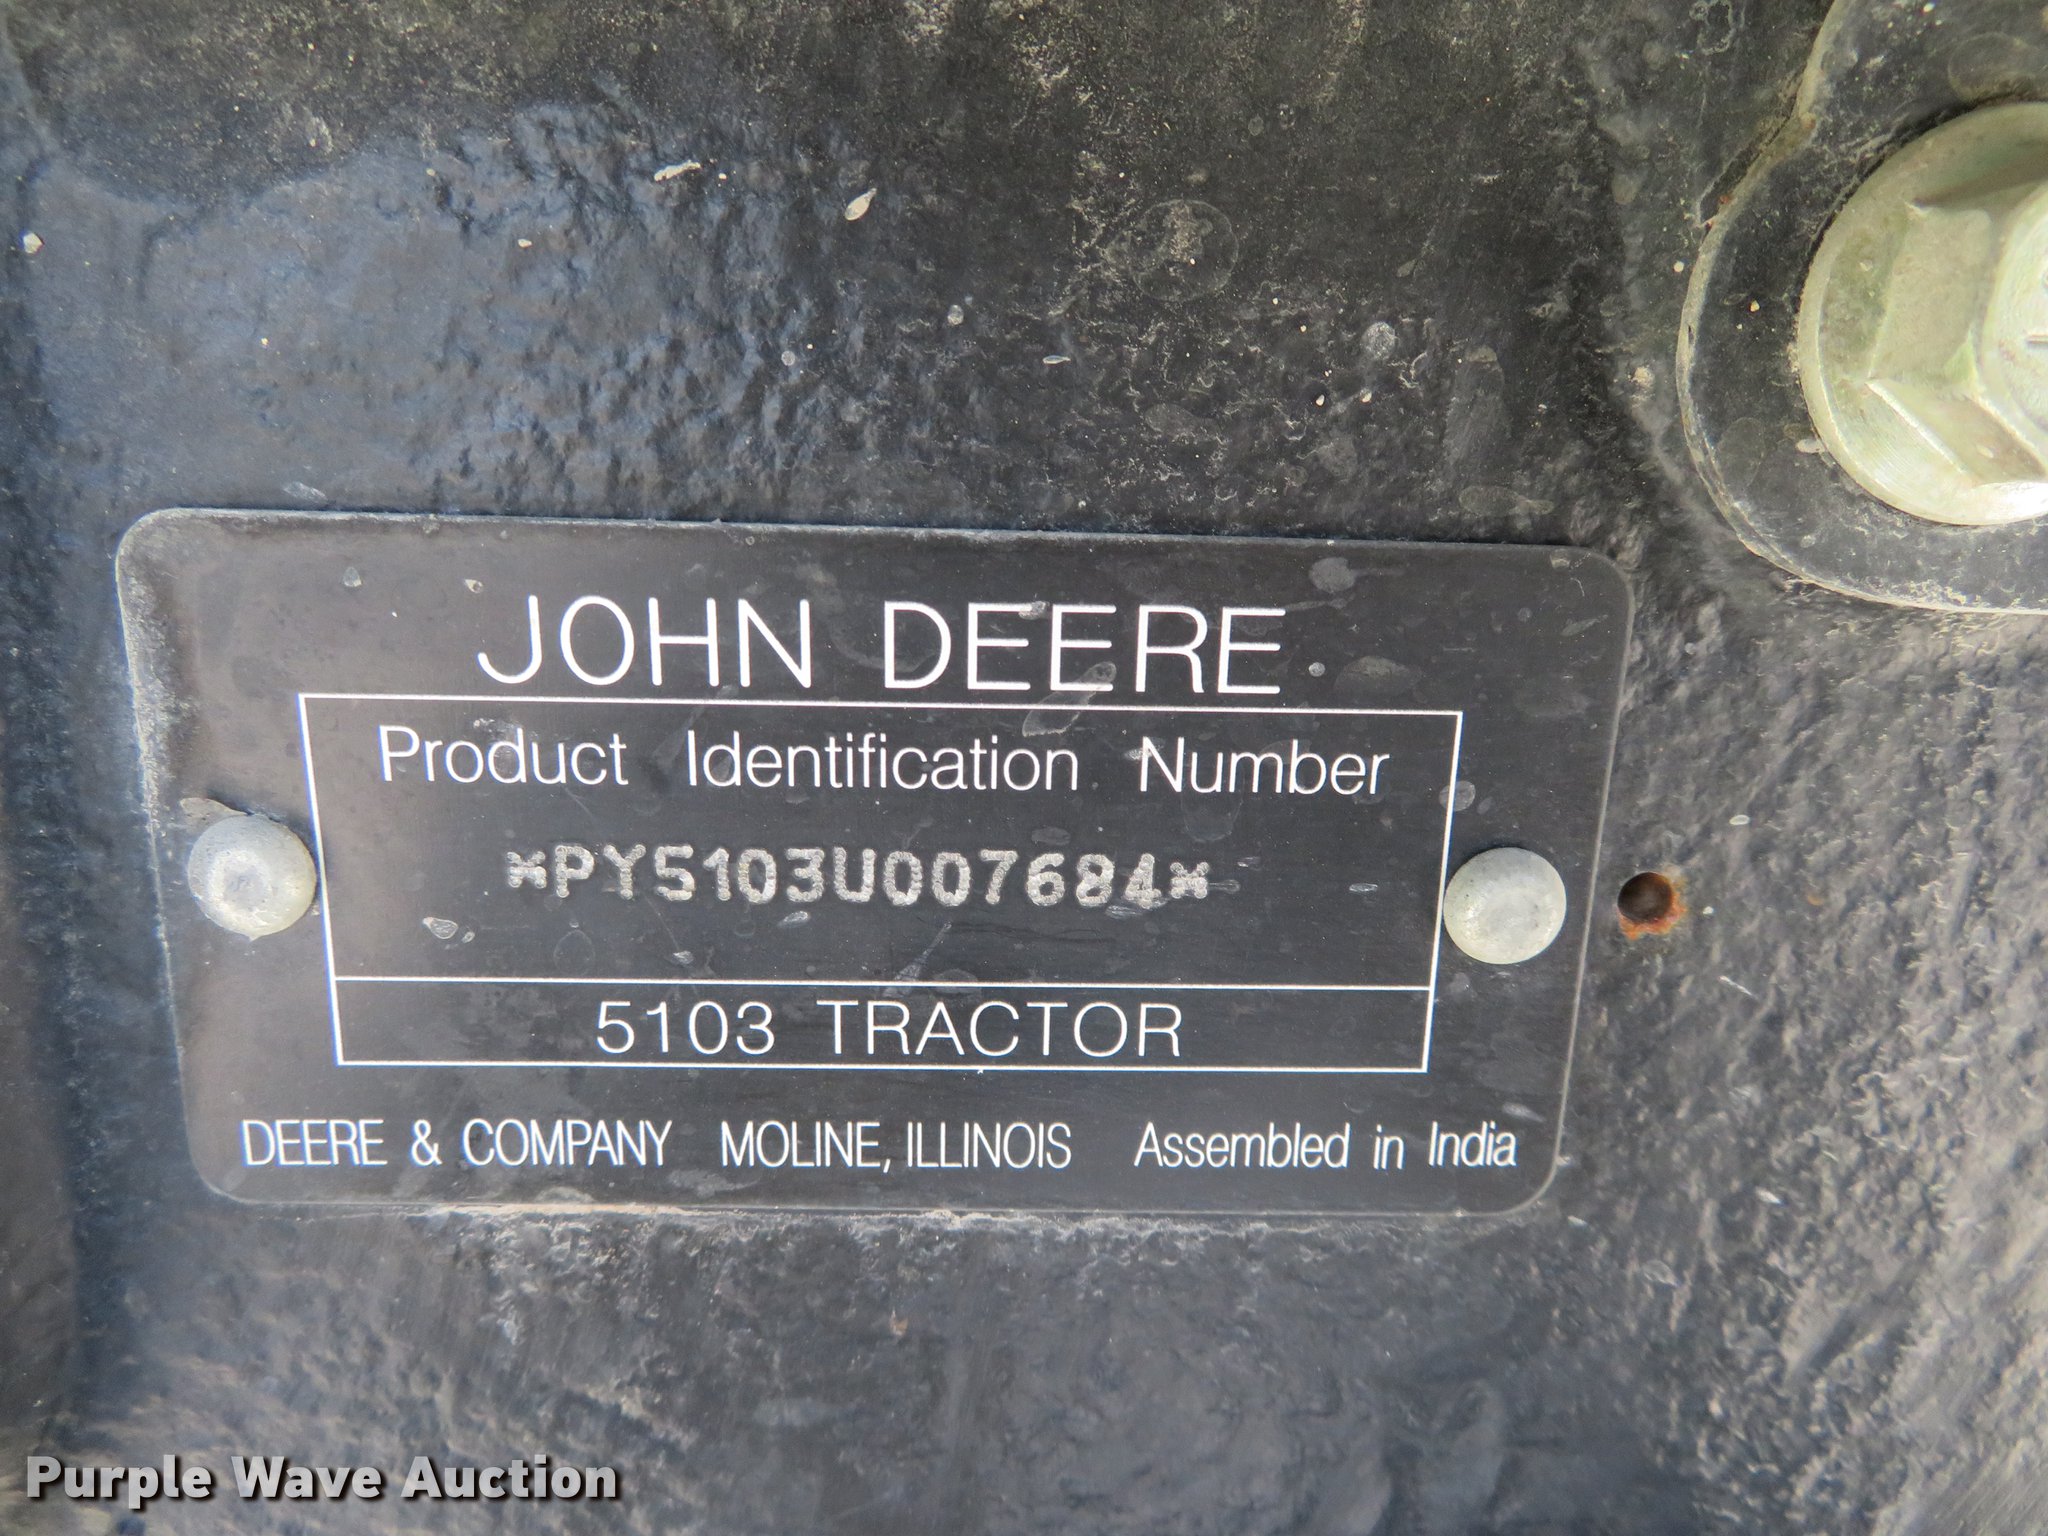 JOHN DEERE
Product Identification Number
*PY5103U007684*
5103 TRACTOR
DEERE & COMPANY MOLINE, ILLINOIS Assembled in India
Purple Wave Auction